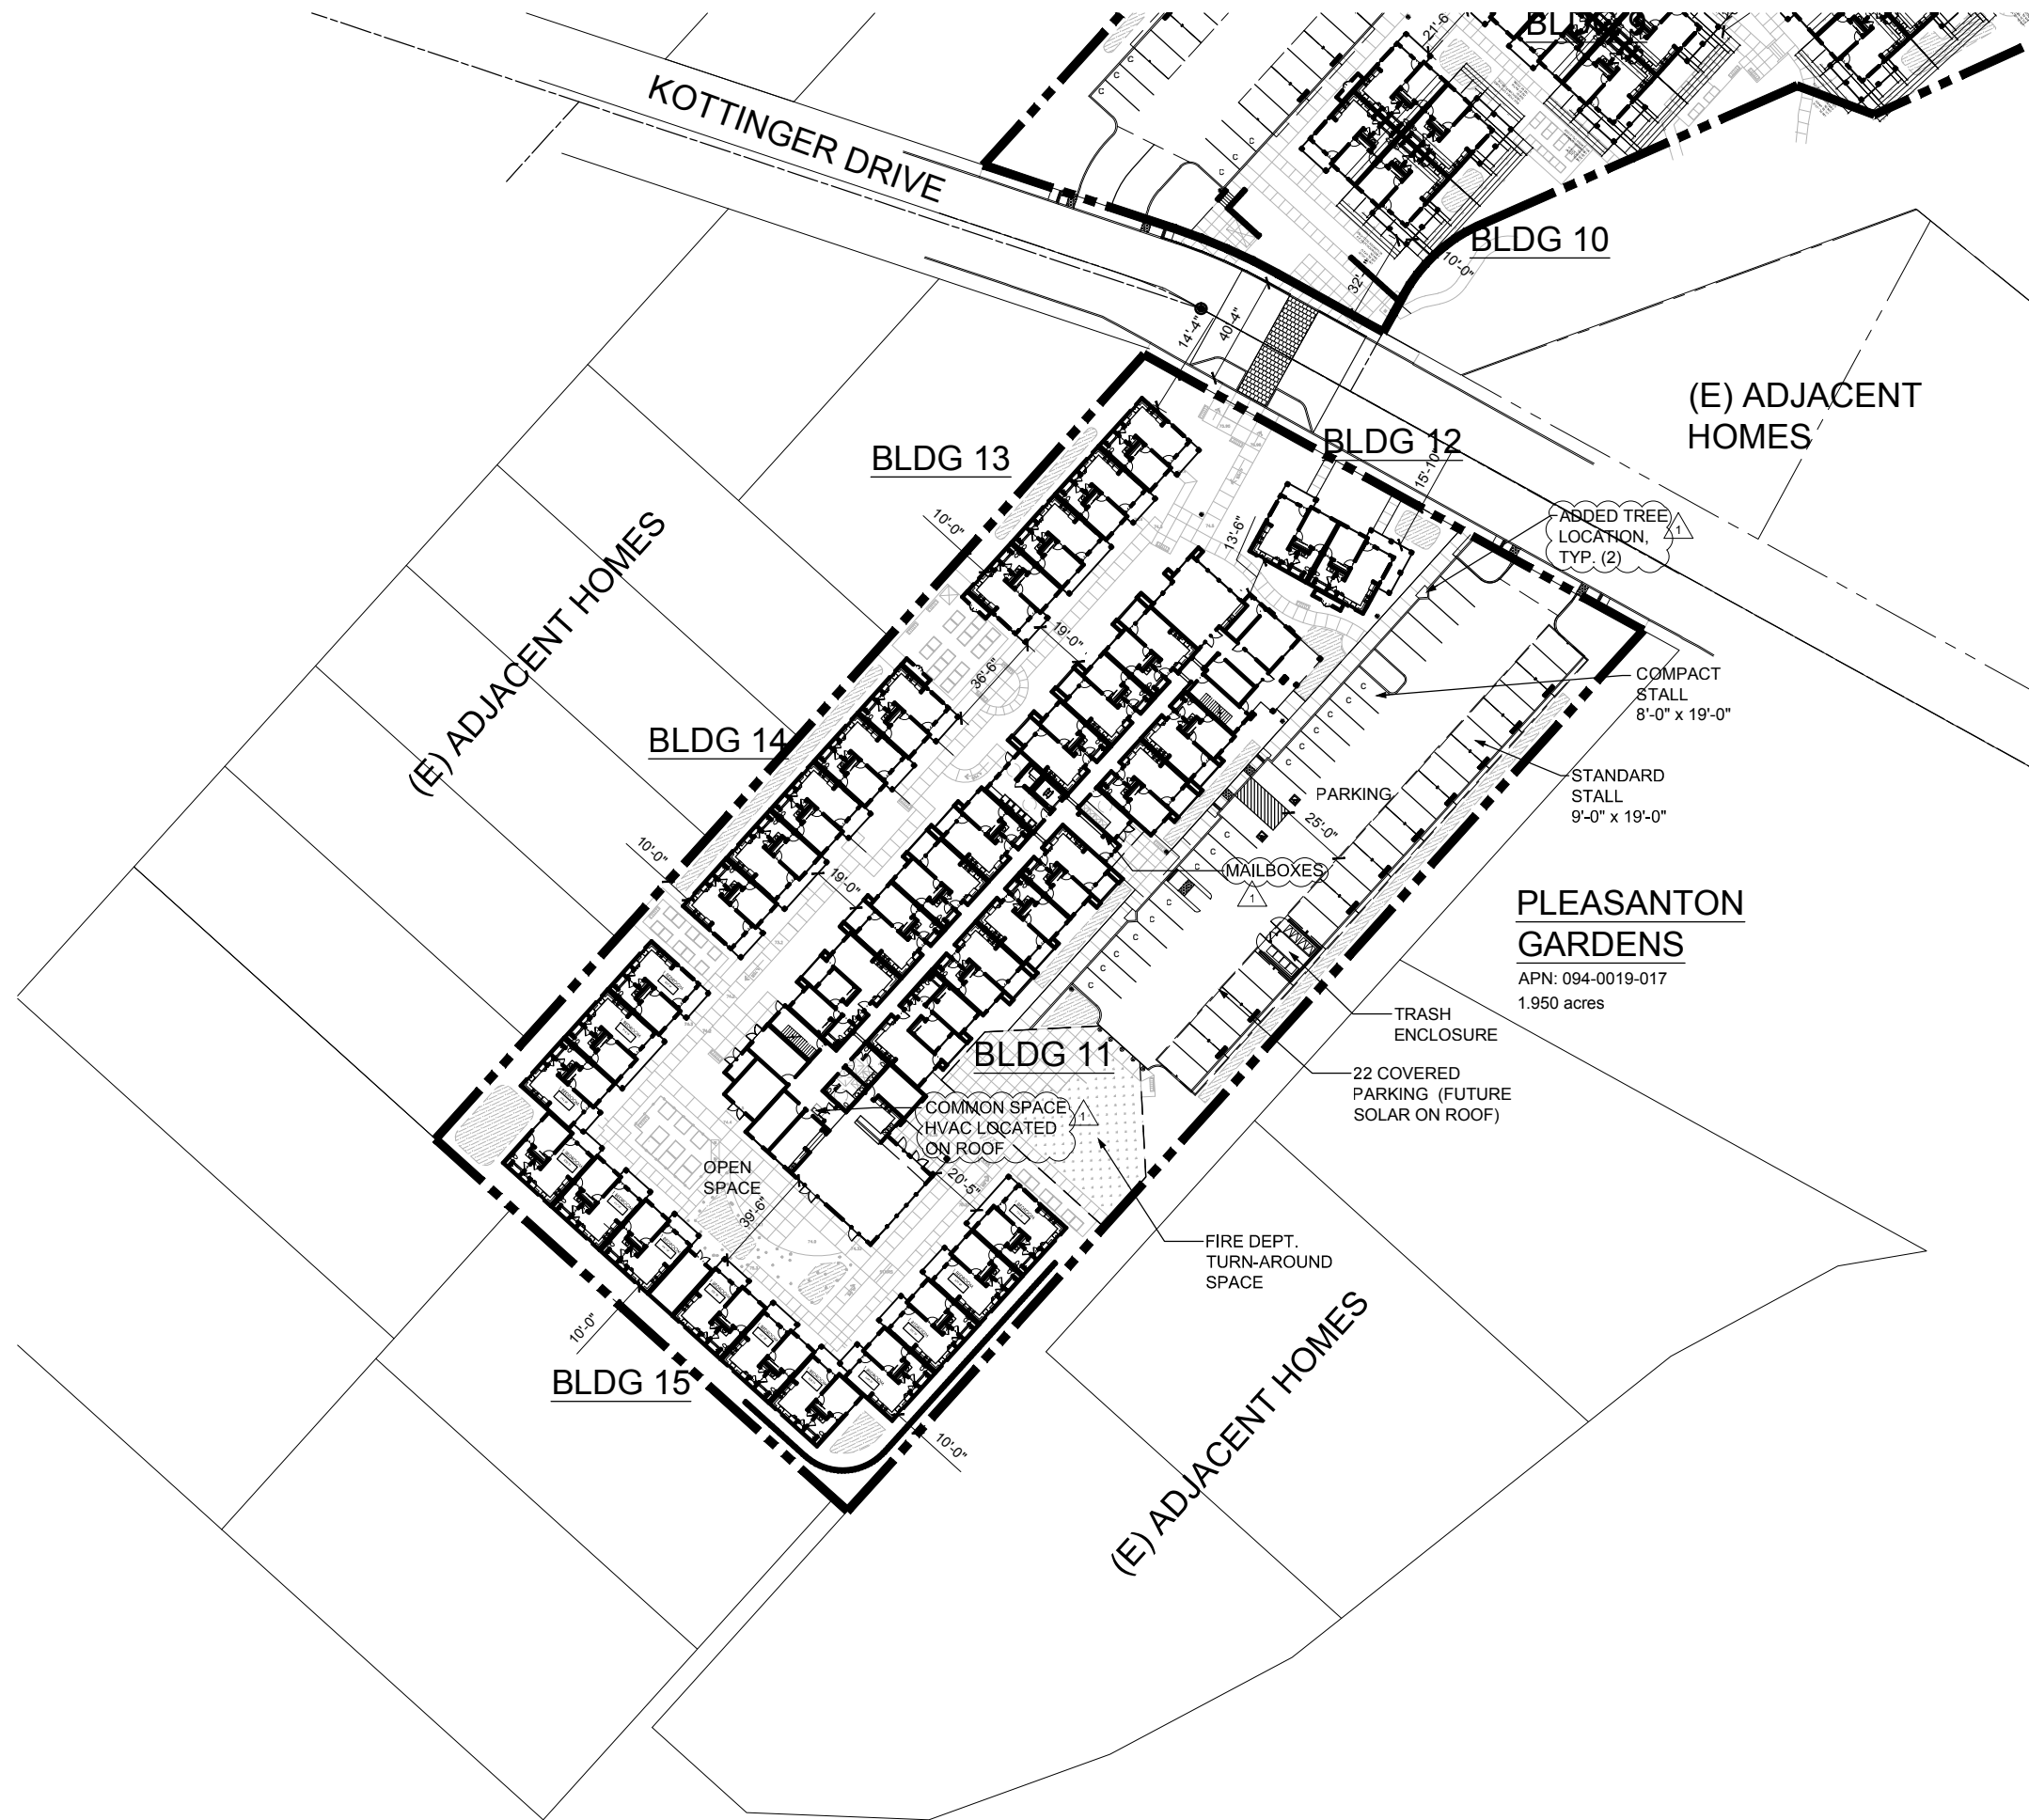 BLDG 9
21'-6"
KOTTINGER DRIVE
BLDG 10
10'-0"
14'-4"
40'-4"
(E) ADJACENT
HOMES
BLDG 12
15'-10"
BLDG 13
10'-0"
13'-6"
ADDED TREE
LOCATION,
TYP. (2)
1
(E) ADJACENT HOMES
19'-0"
36'-6"
COMPACT
STALL
8'-0" x 19'-0"
BLDG 14
STANDARD
STALL
9'-0" x 19'-0"
PARKING
25'-0"
10'-0"
19'-0"
MAILBOXES
1
PLEASANTON
GARDENS
APN: 094-0019-017
1.950 acres
TRASH
ENCLOSURE
BLDG 11
22 COVERED
PARKING (FUTURE
SOLAR ON ROOF)
COMMON SPACE
HVAC LOCATED
ON ROOF
1
OPEN
SPACE
39'-6"
20'-5"
FIRE DEPT.
TURN-AROUND
SPACE
10'-0"
BLDG 15
10'-0"
(E) ADJACENT HOMES